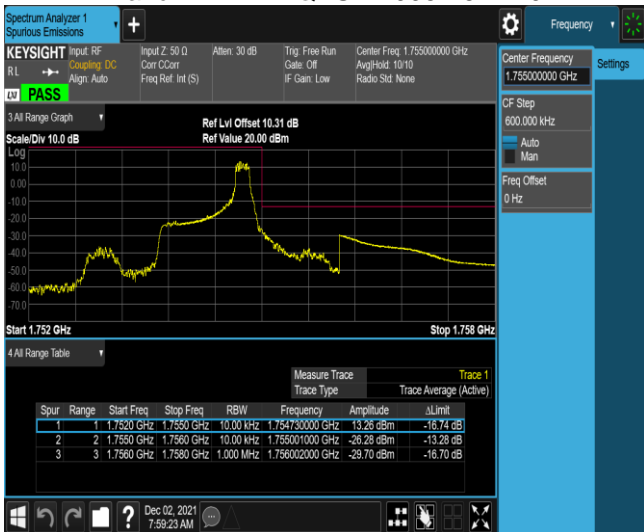 Spectrum Analyzer 1
Spurious Emissions
Frequency
KEYSIGHT
Input: RF
Coupling: DC
Align: Auto
Input Z: 50 Ω
Corr CCorr
Freq Ref: Int (S)
Atten: 30 dB
Trig: Free Run
Gate: Off
IF Gain: Low
Center Freq: 1.755000000 GHz
Avg|Hold: 10/10
Radio Std: None
RL
LXI
PASS
Center Frequency
1.755000000 GHz
Settings
CF Step
600.000 kHz
Auto
Man
Freq Offset
0 Hz
3 All Range Graph
Ref Lvl Offset 10.31 dB
Scale/Div 10.0 dB
Ref Value 20.00 dBm
Log
10.0
0.00
-10.0
-20.0
-30.0
-40.0
-50.0
-60.0
-70.0
Start 1.752 GHz
Stop 1.758 GHz
4 All Range Table
Measure Trace Trace 1
Trace Type Trace Average (Active)
Spur Range Start Freq Stop Freq RBW Frequency Amplitude ΔLimit
1 1 1.7520 GHz 1.7550 GHz 10.00 kHz 1.754730000 GHz 13.26 dBm -16.74 dB
2 2 1.7550 GHz 1.7560 GHz 10.00 kHz 1.755001000 GHz -26.28 dBm -13.28 dB
3 3 1.7560 GHz 1.7580 GHz 1.000 MHz 1.756002000 GHz -29.70 dBm -16.70 dB
Dec 02, 2021
7:59:23 AM